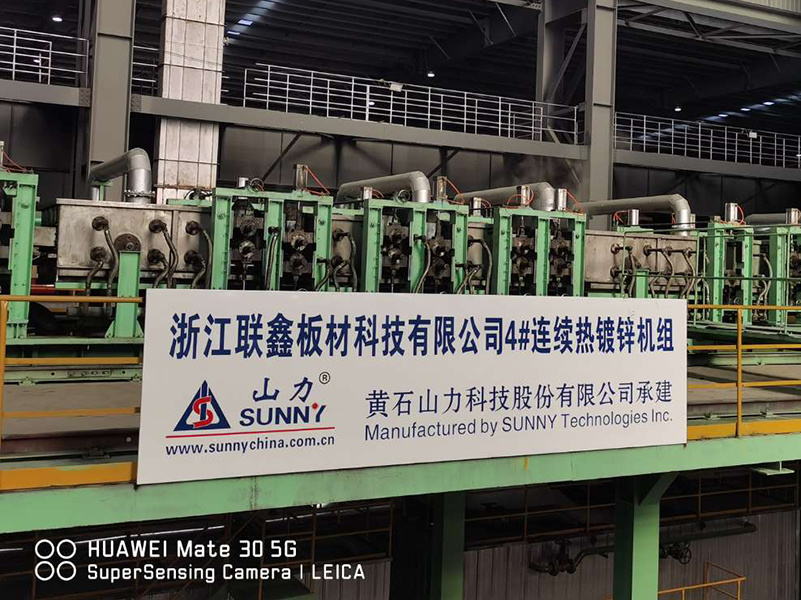 浙江联鑫板材科技有限公司4#连续热镀锌机组
山力®
SUNNY
www.sunnychina.com.cn
黄石山力科技股份有限公司承建
Manufactured by SUNNY Technologies Inc.
HUAWEI Mate 30 5G
SuperSensing Camera | LEICA